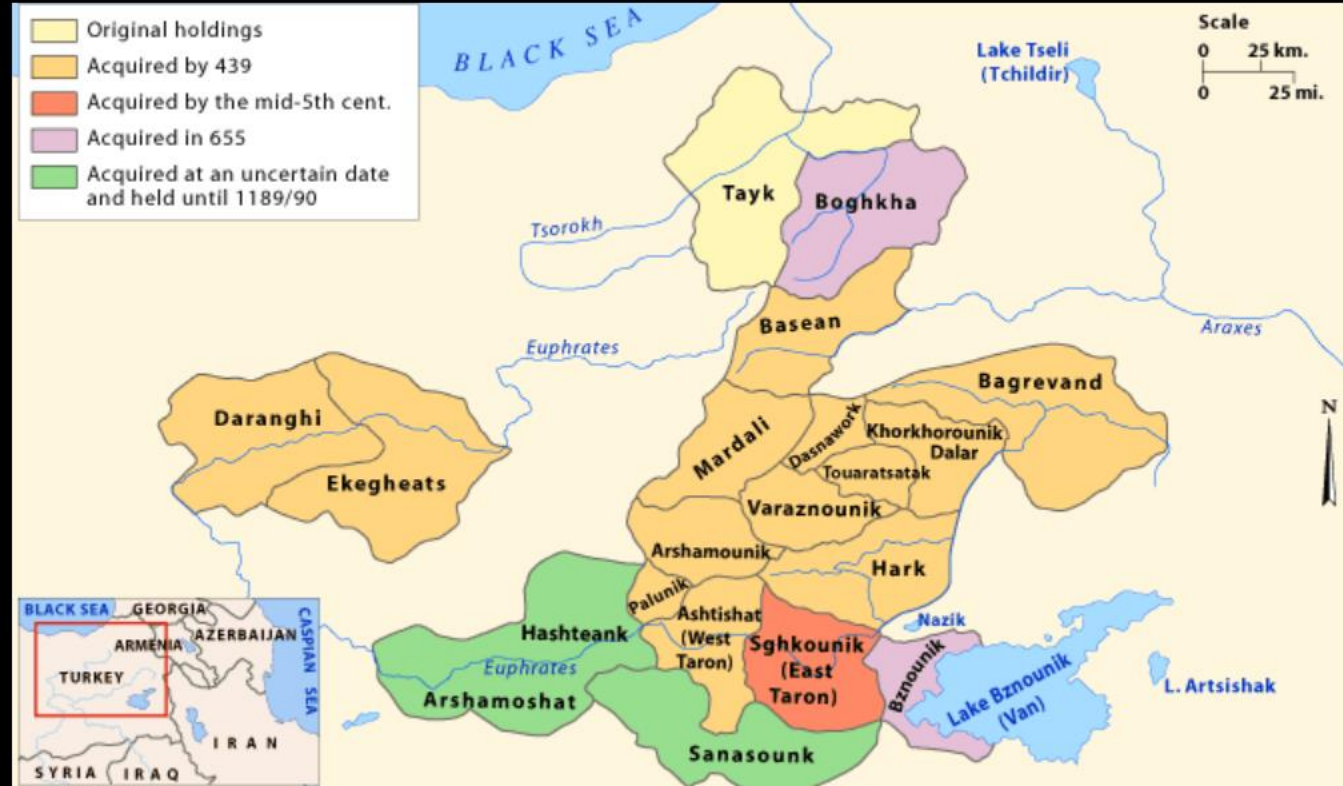 Original holdings
Acquired by 439
Acquired by the mid-5th cent.
Acquired in 655
Acquired at an uncertain date
and held until 1189/90
BLACK SEA
Lake Tseli
(Tchildir)
Scale
0 25 km.
0 25 mi.
Tayk
Boghkha
Tsorokh
Basean
Araxes
Euphrates
Bagrevand
Daranghi
Mardali
Dasnawork
Khorkhorounik
Dalar
Touaratsatak
Ekegheats
Varaznounik
N
Arshamounik
Hark
Palunik
Ashtishat
(West
Taron)
Hashteank
Sghkounik
(East
Taron)
Nazik
Bznounik
Euphrates
Arshamoshat
Lake Bznounik
(Van)
L. Artsishak
Sanasounk
BLACK SEA
GEORGIA
ARMENIA
AZERBAIJAN
CASPIAN SEA
TURKEY
IRAN
SYRIA
IRAQ